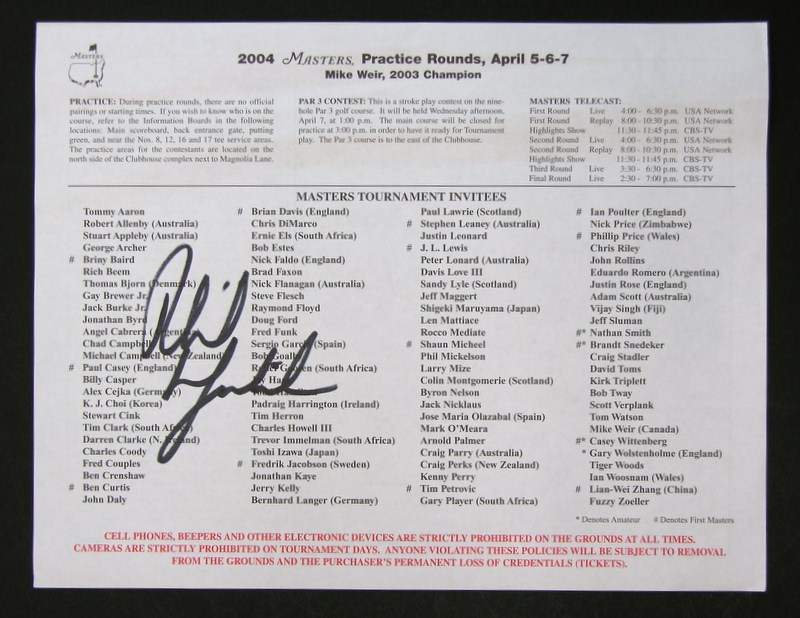 Masters
2004 Masters Practice Rounds, April 5-6-7
Mike Weir, 2003 Champion
PRACTICE: During practice rounds, there are no official
pairings or starting times. If you wish to know who is on the
course, refer to the Information Boards in the following
locations: Main scoreboard, back entrance gate, putting
green, and near the Nos. 8, 12, 16 and 17 tee service areas.
The practice areas for the contestants are located on the
north side of the Clubhouse complex next to Magnolia Lane.
PAR 3 CONTEST: This is a stroke play contest on the nine-
hole Par 3 golf course. It will be held Wednesday afternoon,
April 7, at 1:00 p.m. The main course will be closed for
practice at 3:00 p.m. in order to have it ready for Tournament
play. The Par 3 course is to the east of the Clubhouse.
MASTERS TELECAST:
First Round Live 4:00 - 6:30 p.m. USA Network
First Round Replay 8:00 - 10:30 p.m. USA Network
Highlights Show 11:30 - 11:45 p.m. CBS-TV
Second Round Live 4:00 - 6:30 p.m. USA Network
Second Round Replay 8:00 - 10:30 p.m. USA Network
Highlights Show 11:30 - 11:45 p.m. CBS-TV
Third Round Live 3:30 - 6:30 p.m. CBS-TV
Final Round Live 2:30 - 7:00 p.m. CBS-TV
MASTERS TOURNAMENT INVITEES
Tommy Aaron
Robert Allenby (Australia)
Stuart Appleby (Australia)
George Archer
# Briny Baird
Rich Beem
Thomas Bjorn (Denmark)
Gay Brewer Jr.
Jack Burke Jr.
Jonathan Byrd
Angel Cabrera (Argentina)
Chad Campbell
Michael Campbell (New Zealand)
# Paul Casey (England)
Billy Casper
Alex Cejka (Germany)
K. J. Choi (Korea)
Stewart Cink
Tim Clark (South Africa)
Darren Clarke (N. Ireland)
Charles Coody
Fred Couples
Ben Crenshaw
# Ben Curtis
John Daly
# Brian Davis (England)
Chris DiMarco
Ernie Els (South Africa)
Bob Estes
Nick Faldo (England)
Brad Faxon
Nick Flanagan (Australia)
Steve Flesch
Raymond Floyd
Doug Ford
Fred Funk
Sergio Garcia (Spain)
Bob Goalby
Goosen (South Africa)
Padraig Harrington (Ireland)
Tim Herron
Charles Howell III
Trevor Immelman (South Africa)
Toshi Izawa (Japan)
# Fredrik Jacobson (Sweden)
Jonathan Kaye
Jerry Kelly
Bernhard Langer (Germany)
Paul Lawrie (Scotland)
# Stephen Leaney (Australia)
Justin Leonard
# J. L. Lewis
Peter Lonard (Australia)
Davis Love III
Sandy Lyle (Scotland)
Jeff Maggert
Shigeki Maruyama (Japan)
Len Mattiace
Rocco Mediate
# Shaun Micheel
Phil Mickelson
Larry Mize
Colin Montgomerie (Scotland)
Byron Nelson
Jack Nicklaus
Jose Maria Olazabal (Spain)
Mark O'Meara
Arnold Palmer
Craig Parry (Australia)
Craig Perks (New Zealand)
Kenny Perry
# Tim Petrovic
Gary Player (South Africa)
# Ian Poulter (England)
Nick Price (Zimbabwe)
# Phillip Price (Wales)
Chris Riley
John Rollins
Eduardo Romero (Argentina)
Justin Rose (England)
Adam Scott (Australia)
Vijay Singh (Fiji)
Jeff Sluman
#* Nathan Smith
#* Brandt Snedeker
Craig Stadler
David Toms
Kirk Triplett
Bob Tway
Scott Verplank
Tom Watson
Mike Weir (Canada)
#* Casey Wittenberg
* Gary Wolstenholme (England)
Tiger Woods
Ian Woosnam (Wales)
# Lian-Wei Zhang (China)
Fuzzy Zoeller
* Denotes Amateur # Denotes First Masters
CELL PHONES, BEEPERS AND OTHER ELECTRONIC DEVICES ARE STRICTLY PROHIBITED ON THE GROUNDS AT ALL TIMES.
CAMERAS ARE STRICTLY PROHIBITED ON TOURNAMENT DAYS. ANYONE VIOLATING THESE POLICIES WILL BE SUBJECT TO REMOVAL
FROM THE GROUNDS AND THE PURCHASER'S PERMANENT LOSS OF CREDENTIALS (TICKETS).